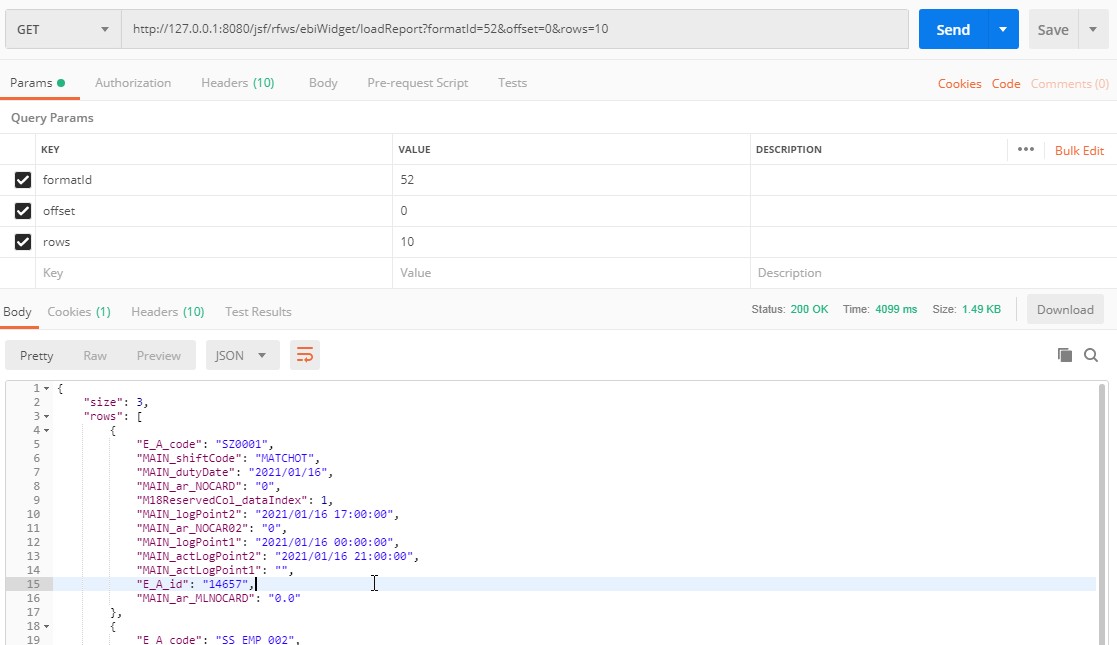 GET http://127.0.0.1:8080/jsf/rfws/ebiWidget/loadReport?formatId=52&offset=0&rows=10 Send Save
Params Authorization Headers (10) Body Pre-request Script Tests Cookies Code Comments (0)
Query Params
KEY VALUE DESCRIPTION ••• Bulk Edit
formatId 52
offset 0
rows 10
Key Value Description
Body Cookies (1) Headers (10) Test Results Status: 200 OK Time: 4099 ms Size: 1.49 KB Download
Pretty Raw Preview JSON
1 {
2 "size": 3,
3 "rows": [
4 {
5 "E_A_code": "SZ0001",
6 "MAIN_shiftCode": "MATCHOT",
7 "MAIN_dutyDate": "2021/01/16",
8 "MAIN_ar_NOCARD": "0",
9 "M18ReservedCol_dataIndex": 1,
10 "MAIN_logPoint2": "2021/01/16 17:00:00",
11 "MAIN_ar_NOCAR02": "0",
12 "MAIN_logPoint1": "2021/01/16 00:00:00",
13 "MAIN_actLogPoint2": "2021/01/16 21:00:00",
14 "MAIN_actLogPoint1": "",
15 "E_A_id": "14657",
16 "MAIN_ar_MLNOCARD": "0.0"
17 },
18 {
19 "E_A_code": "SS_EMP_002",